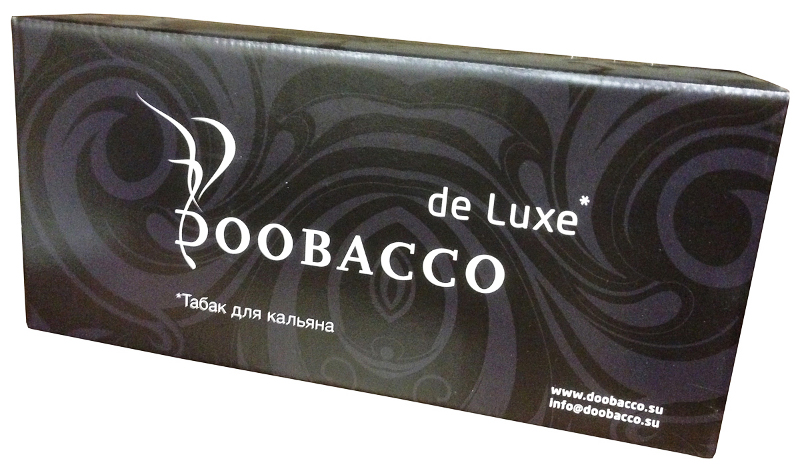 de Luxe*
DOOBACCO
*Табак для кальяна
www.doobacco.su
info@doobacco.su